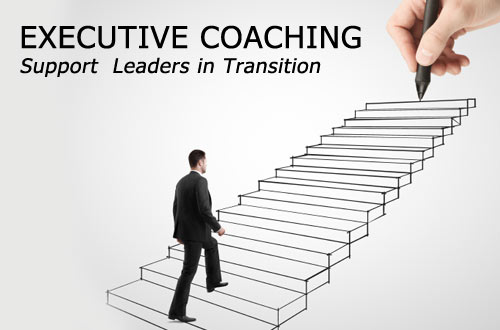 EXECUTIVE COACHING
Support Leaders in Transition